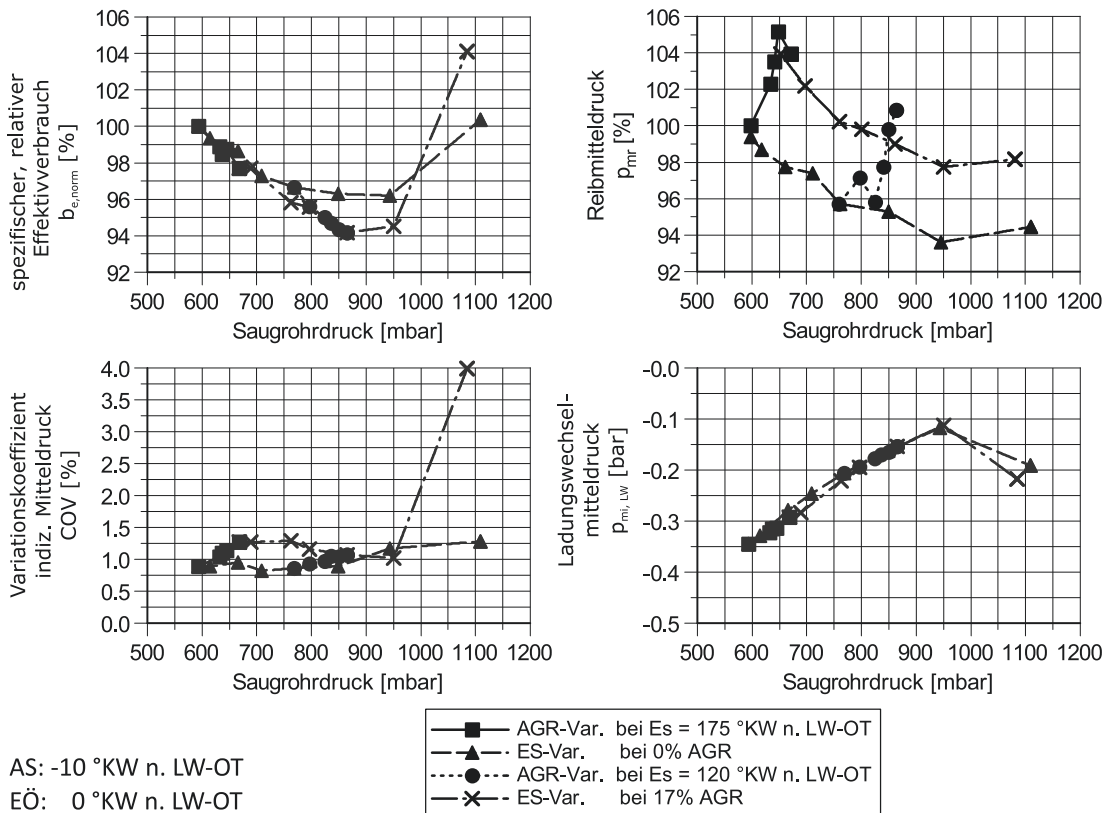 spezifischer, relativer
Effektivverbrauch
b e,norm [%]
106
104
102
100
98
96
94
92
500 600 700 800 900 1000 1100 1200
Saugrohrdruck [mbar]
Reibmitteldruck
p mr [%]
106
104
102
100
98
96
94
92
500 600 700 800 900 1000 1100 1200
Saugrohrdruck [mbar]
Variationskoeffizient
indiz. Mitteldruck
COV [%]
4.0
3.5
3.0
2.5
2.0
1.5
1.0
0.5
0.0
500 600 700 800 900 1000 1100 1200
Saugrohrdruck [mbar]
Ladungswechsel-
mitteldruck
p mi, LW [bar]
-0.0
-0.1
-0.2
-0.3
-0.4
-0.5
500 600 700 800 900 1000 1100 1200
Saugrohrdruck [mbar]
AS: -10 °KW n. LW-OT
EÖ: 0 °KW n. LW-OT
AGR-Var. bei Es = 175 °KW n. LW-OT
ES-Var. bei 0% AGR
AGR-Var. bei Es = 120 °KW n. LW-OT
ES-Var. bei 17% AGR